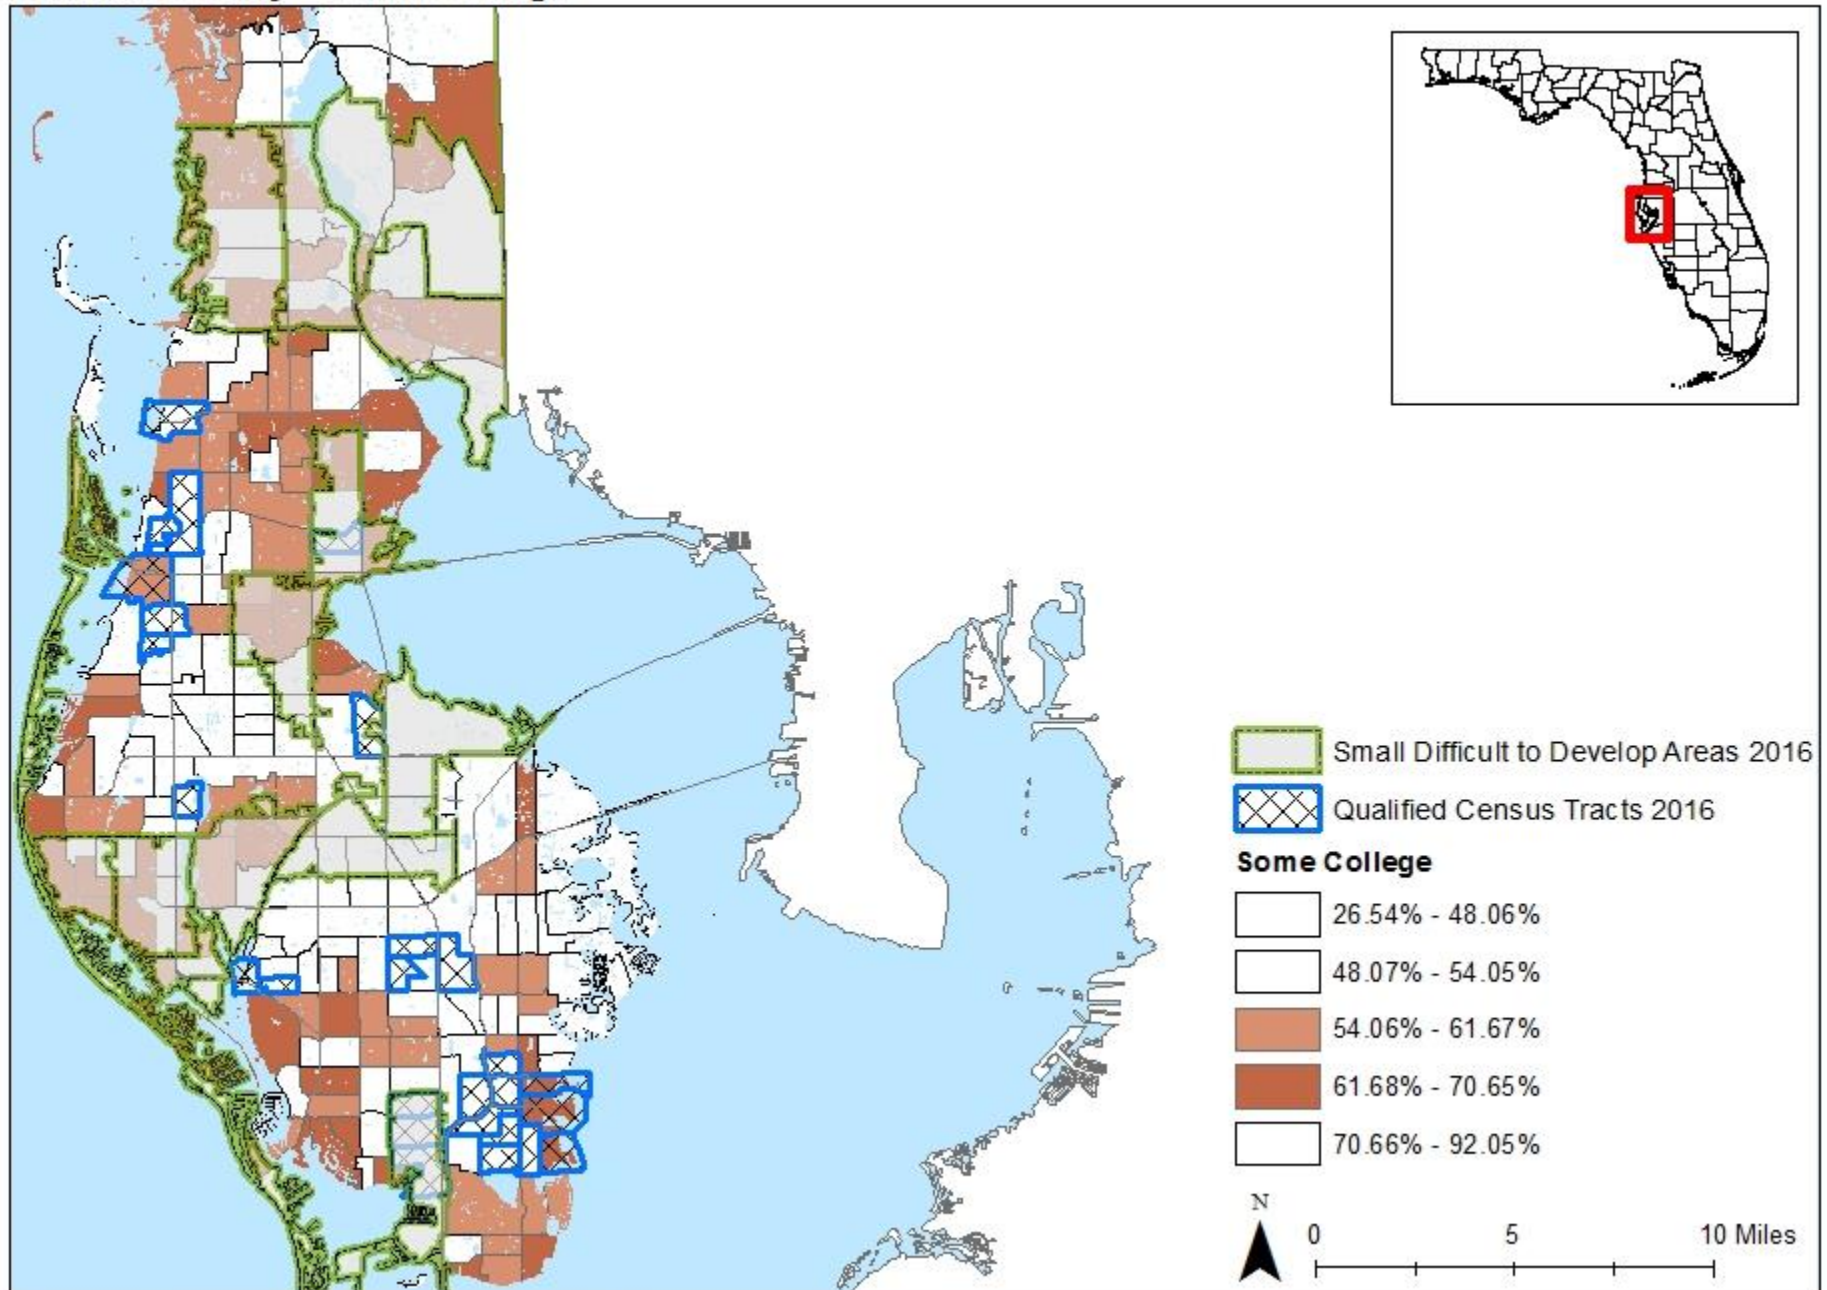 Small Difficult to Develop Areas 2016
Qualified Census Tracts 2016
Some College
26.54% - 48.06%
48.07% - 54.05%
54.06% - 61.67%
61.68% - 70.65%
70.66% - 92.05%
N
0 5 10 Miles